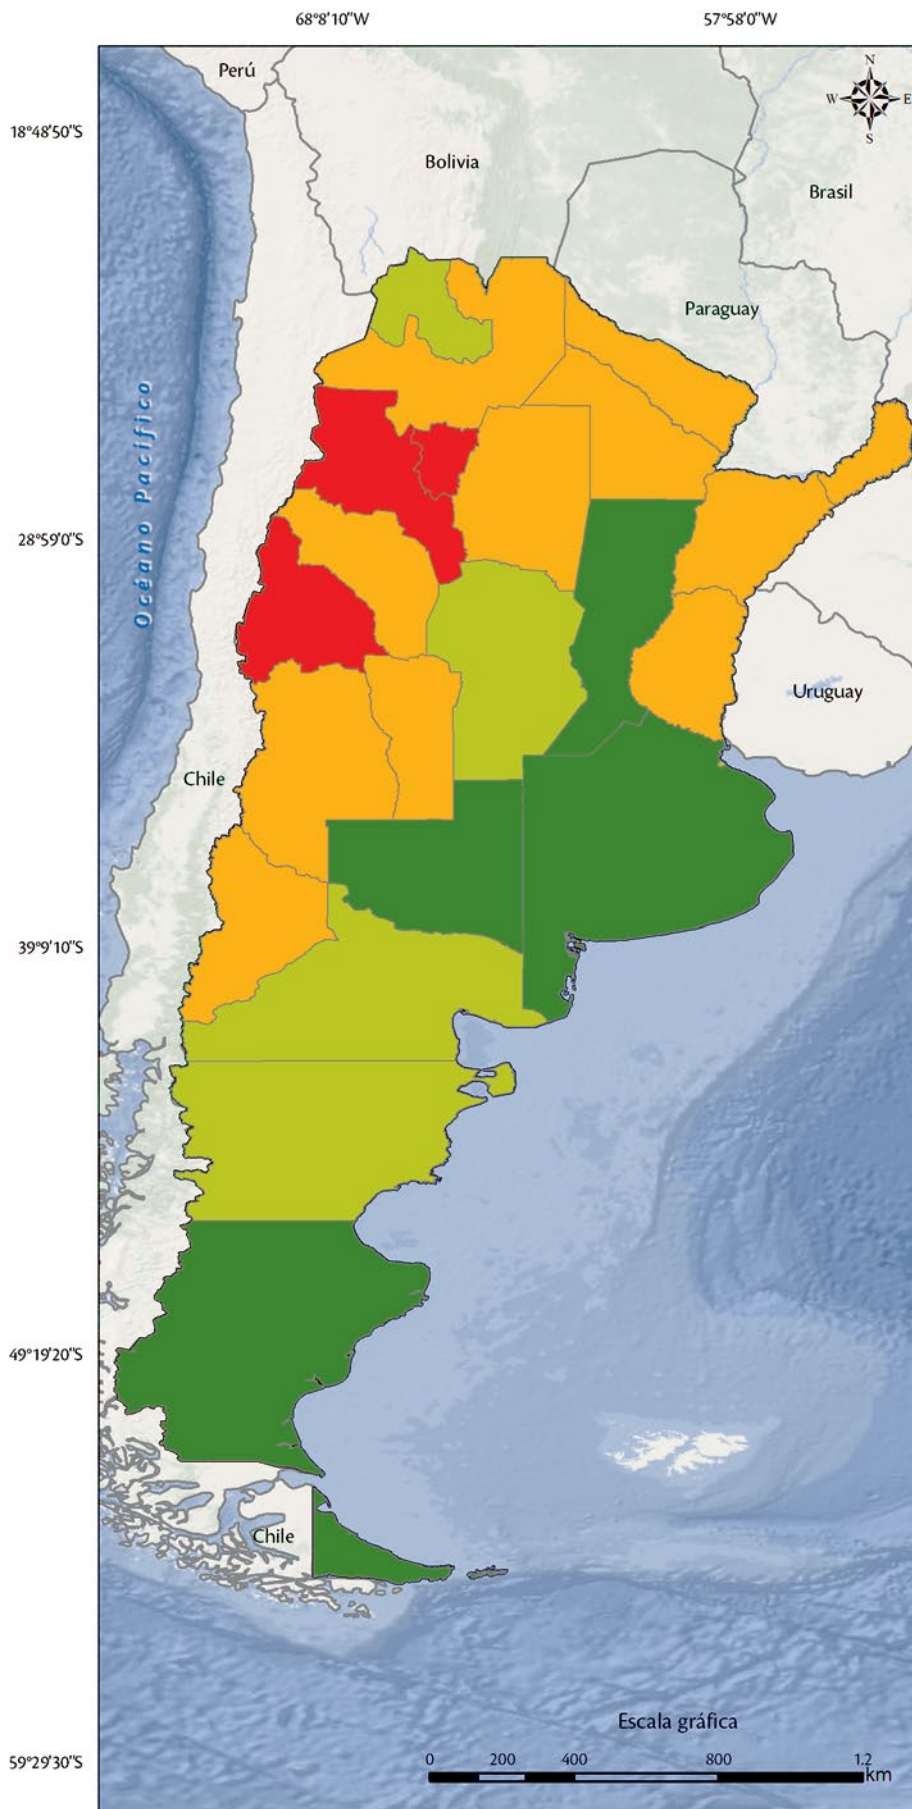 68°8'10"W
57°58'0"W
Perú
N
W
E
S
18°48'50"S
Bolivia
Brasil
Paraguay
Océano Pacífico
28°59'0"S
Uruguay
Chile
39°9'10"S
49°19'20"S
Chile
Escala gráfica
59°29'30"S
0 200 400 800 1.2
km